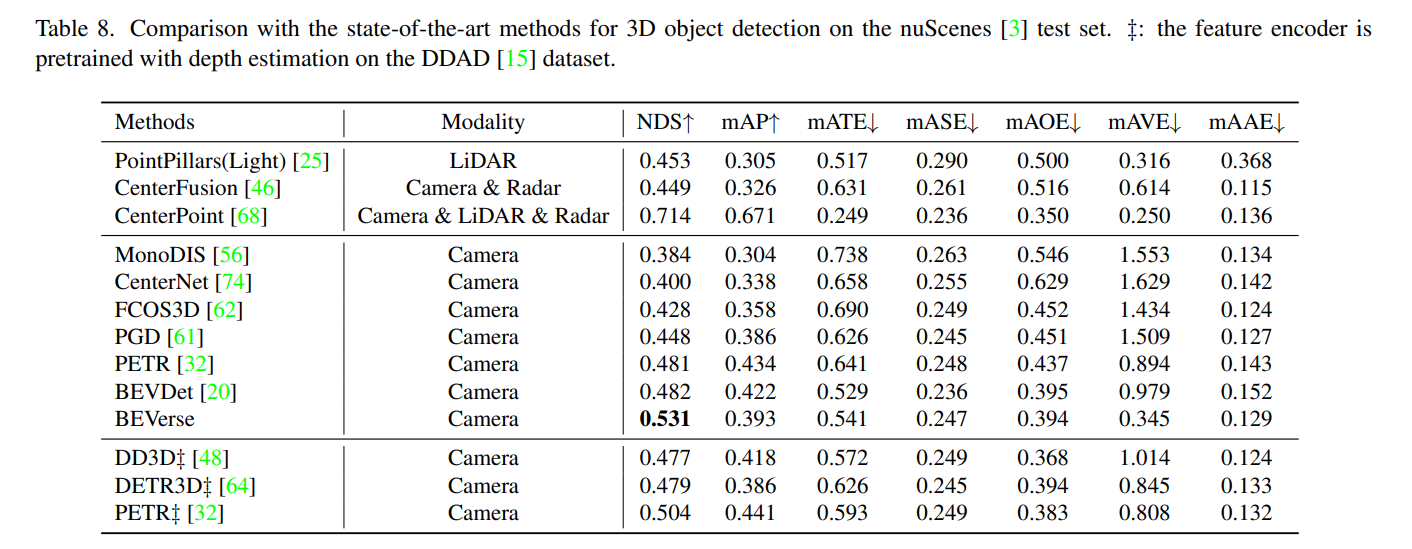 Table 8. Comparison with the state-of-the-art methods for 3D object detection on the nuScenes [3] test set. ‡: the feature encoder is
pretrained with depth estimation on the DDAD [15] dataset.
Methods Modality NDS↑ mAP↑ mATE↓ mASE↓ mAOE↓ mAVE↓ mAAE↓
PointPillars(Light) [25] LiDAR 0.453 0.305 0.517 0.290 0.500 0.316 0.368
CenterFusion [46] Camera & Radar 0.449 0.326 0.631 0.261 0.516 0.614 0.115
CenterPoint [68] Camera & LiDAR & Radar 0.714 0.671 0.249 0.236 0.350 0.250 0.136
MonoDIS [56] Camera 0.384 0.304 0.738 0.263 0.546 1.553 0.134
CenterNet [74] Camera 0.400 0.338 0.658 0.255 0.629 1.629 0.142
FCOS3D [62] Camera 0.428 0.358 0.690 0.249 0.452 1.434 0.124
PGD [61] Camera 0.448 0.386 0.626 0.245 0.451 1.509 0.127
PETR [32] Camera 0.481 0.434 0.641 0.248 0.437 0.894 0.143
BEVDet [20] Camera 0.482 0.422 0.529 0.236 0.395 0.979 0.152
BEVerse Camera 0.531 0.393 0.541 0.247 0.394 0.345 0.129
DD3D‡ [48] Camera 0.477 0.418 0.572 0.249 0.368 1.014 0.124
DETR3D‡ [64] Camera 0.479 0.386 0.626 0.245 0.394 0.845 0.133
PETR‡ [32] Camera 0.504 0.441 0.593 0.249 0.383 0.808 0.132